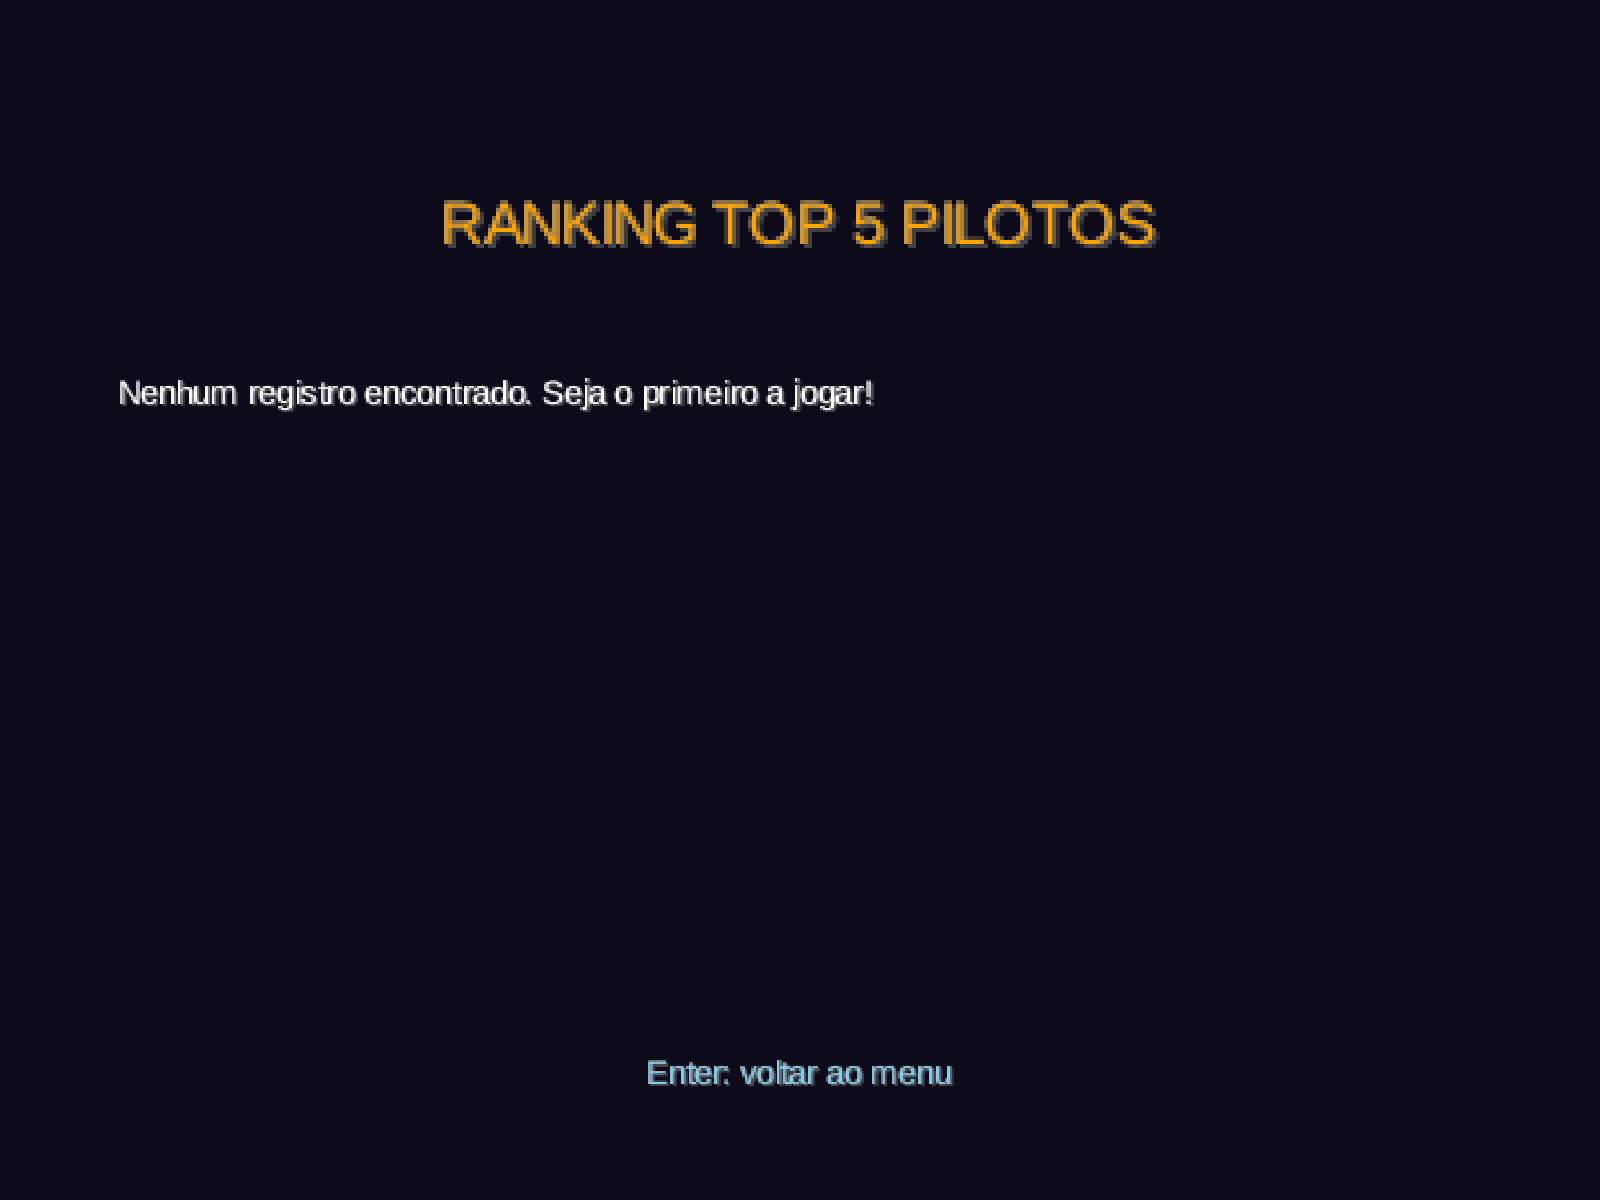 RANKING TOP 5 PILOTOS
Nenhum registro encontrado. Seja o primeiro a jogar!
Enter: voltar ao menu